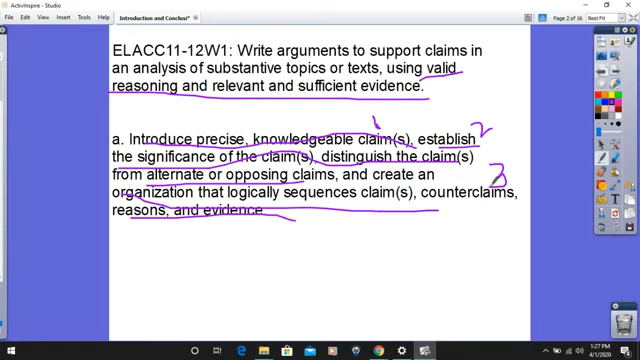 ActivInspire
File Edit View Insert Tools Help
Introduction and Conclusi*
Page 2 of 16
Best Fit
ELACC11-12W1: Write arguments to support claims in
an analysis of substantive topics or texts, using valid
reasoning and relevant and sufficient evidence.
1
a. Introduce precise, knowledgeable claim(s), establish 2
the significance of the claim(s), distinguish the claim(s)
from alternate or opposing claims, and create an 3
organization that logically sequences claim(s), counterclaims,
reasons, and evidence
1:27 PM
4/1/2020